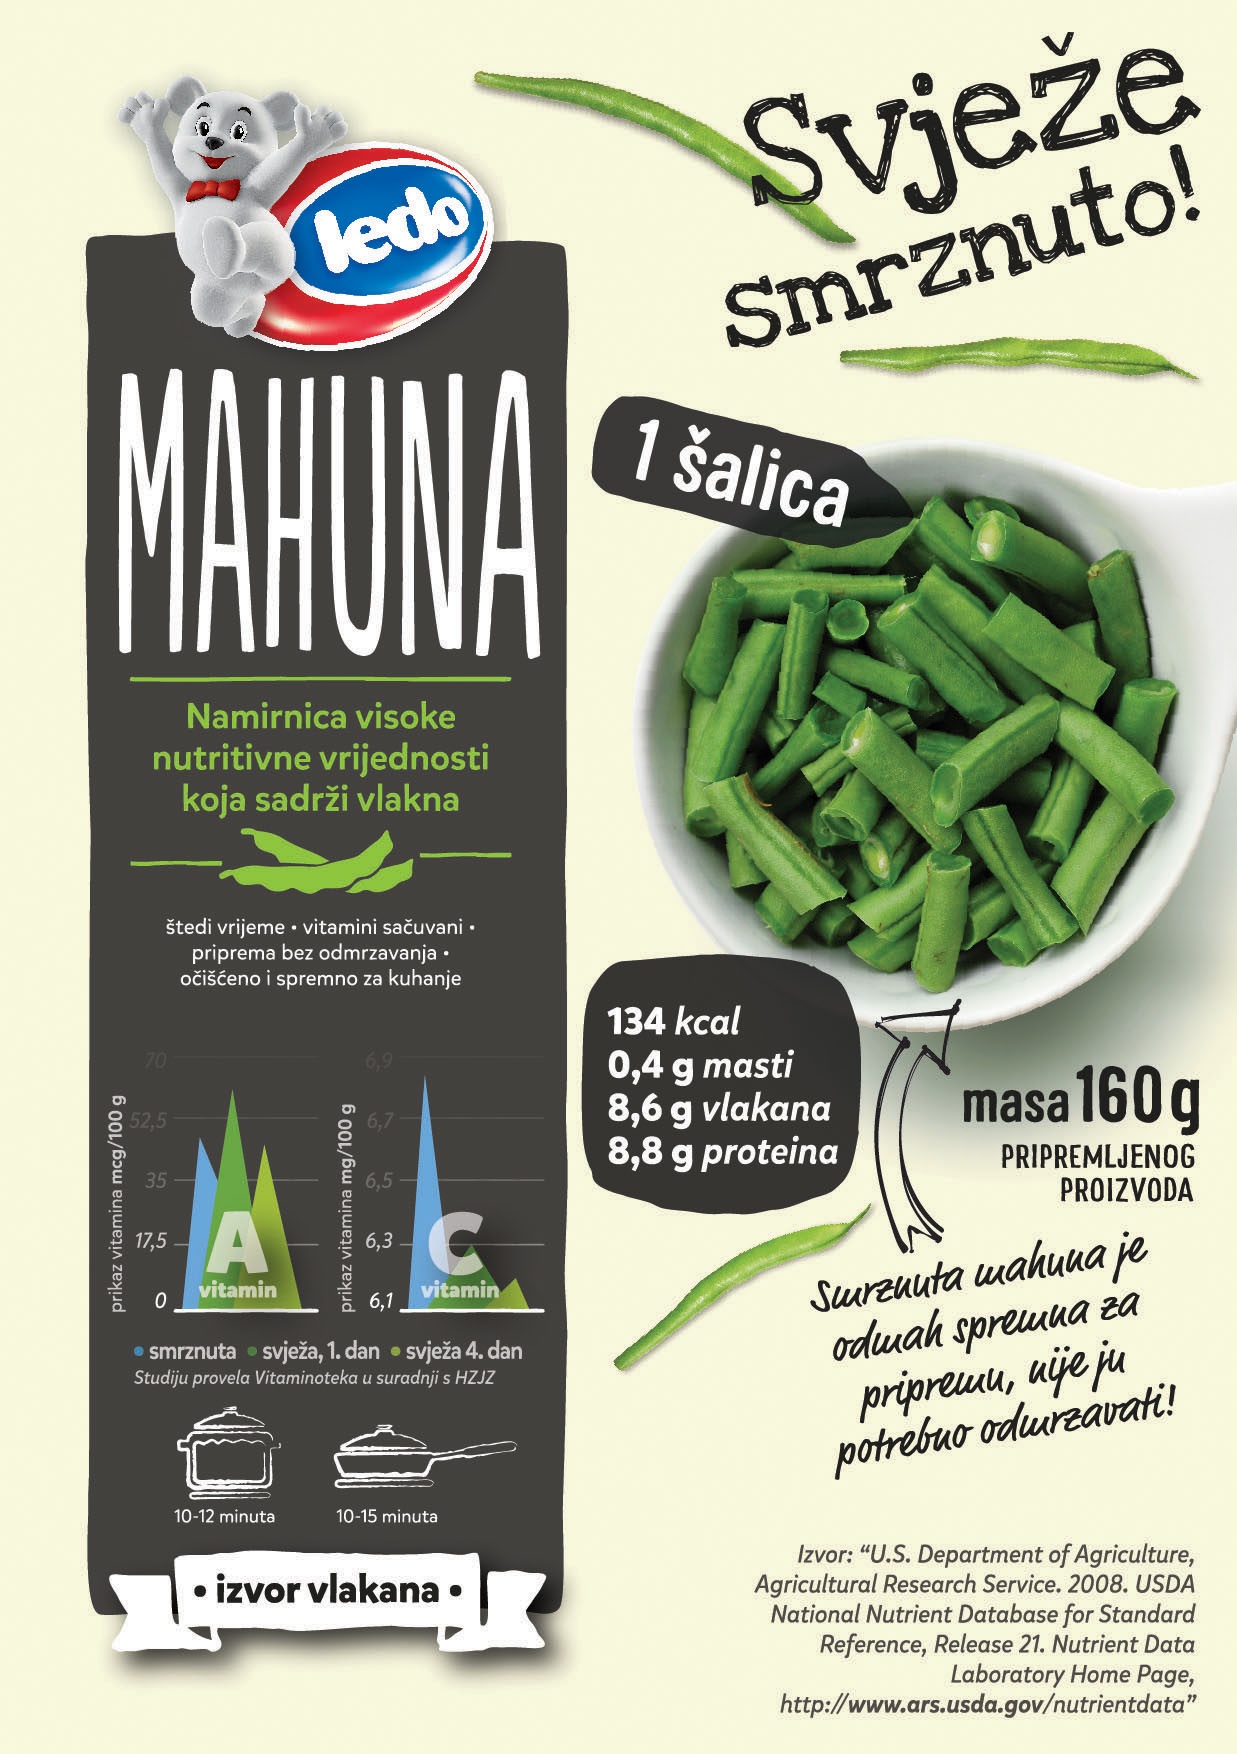 ledo
Svježe
smrznuto!
MAHUNA
Namirnica visoke
nutritivne vrijednosti
koja sadrži vlakna
štedi vrijeme • vitamini sačuvani •
priprema bez odmrzavanja •
očišćeno i spremno za kuhanje
prikaz vitamina mcg/100 g
70
52,5
35
17,5
0
A
vitamin
prikaz vitamina mg/100 g
6,9
6,7
6,5
6,3
6,1
C
vitamin
• smrznuta • svježa, 1. dan • svježa 4. dan
Studiju provela Vitaminoteka u suradnji s HZJZ
10-12 minuta
10-15 minuta
• izvor vlakana •
1 šalica
134 kcal
0,4 g masti
8,6 g vlakana
8,8 g proteina
masa 160 g
PRIPREMLJENOG
PROIZVODA
Smrznuta mahuna je
odmah spremna za
pripremu, nije ju
potrebno odmrzavati!
Izvor: “U.S. Department of Agriculture,
Agricultural Research Service. 2008. USDA
National Nutrient Database for Standard
Reference, Release 21. Nutrient Data
Laboratory Home Page,
http://www.ars.usda.gov/nutrientdata”